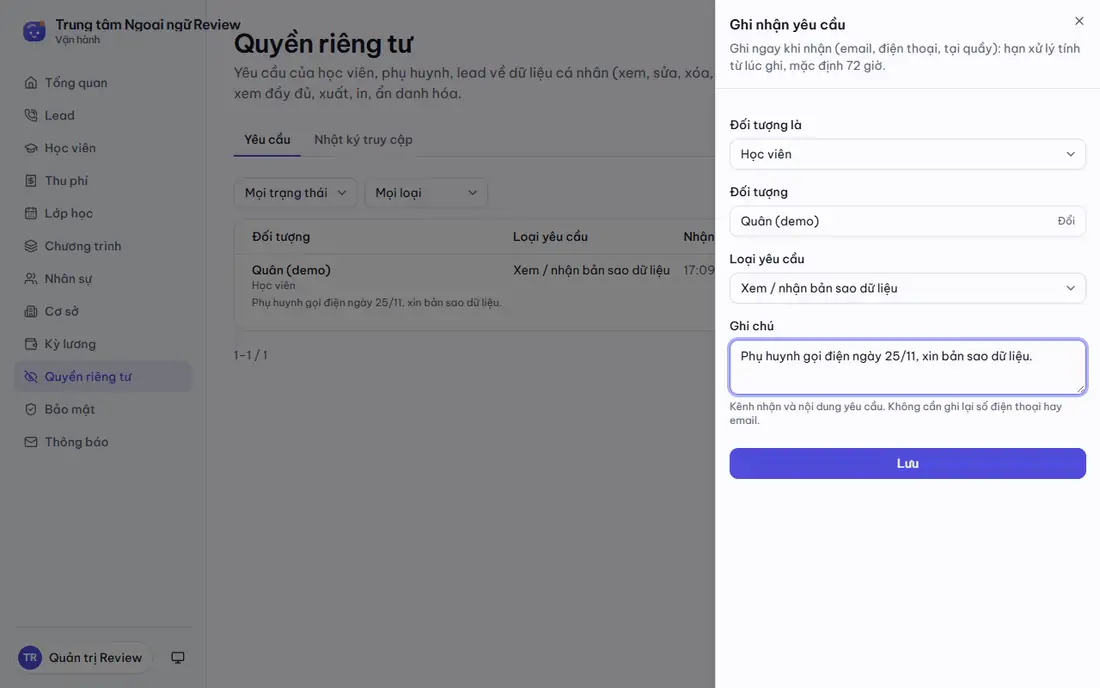 Trung tâm Ngoại ngữ Review
Vận hành
Tổng quan
Lead
Học viên
Thu phí
Lớp học
Chương trình
Nhân sự
Cơ sở
Kỳ lương
Quyền riêng tư
Bảo mật
Thông báo
TR
Quản trị Review
Quyền riêng tư
Yêu cầu của học viên, phụ huynh, lead về dữ liệu cá nhân (xem, sửa, xóa,
xem đầy đủ, xuất, in, ẩn danh hóa.
Yêu cầu
Nhật ký truy cập
Mọi trạng thái
Mọi loại
Đối tượng
Loại yêu cầu
Nhận
Quân (demo)
Xem / nhận bản sao dữ liệu
17:09
Học viên
Phụ huynh gọi điện ngày 25/11, xin bản sao dữ liệu.
1–1 / 1
Ghi nhận yêu cầu
Ghi ngay khi nhận (email, điện thoại, tại quầy): hạn xử lý tính
từ lúc ghi, mặc định 72 giờ.
Đối tượng là
Học viên
Đối tượng
Quân (demo)
Đổi
Loại yêu cầu
Xem / nhận bản sao dữ liệu
Ghi chú
Phụ huynh gọi điện ngày 25/11, xin bản sao dữ liệu.
Kênh nhận và nội dung yêu cầu. Không cần ghi lại số điện thoại hay
email.
Lưu